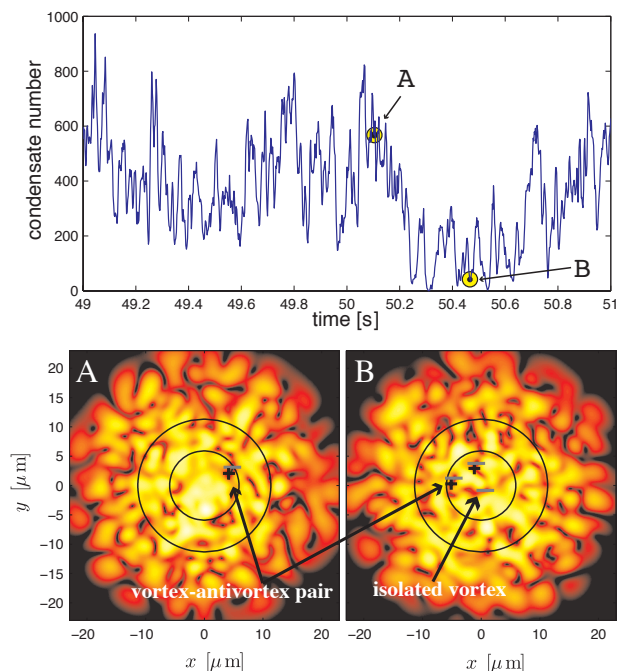 1000
800
600
400
200
0
condensate number
A
B
49 49.2 49.4 49.6 49.8 50 50.2 50.4 50.6 50.8 51
time [s]
A
B
20
15
10
5
0
−5
−10
−15
−20
y [μm]
vortex-antivortex pair
isolated vortex
−20 −10 0 10 20
−20 −10 0 10 20
x [μm]
x [μm]